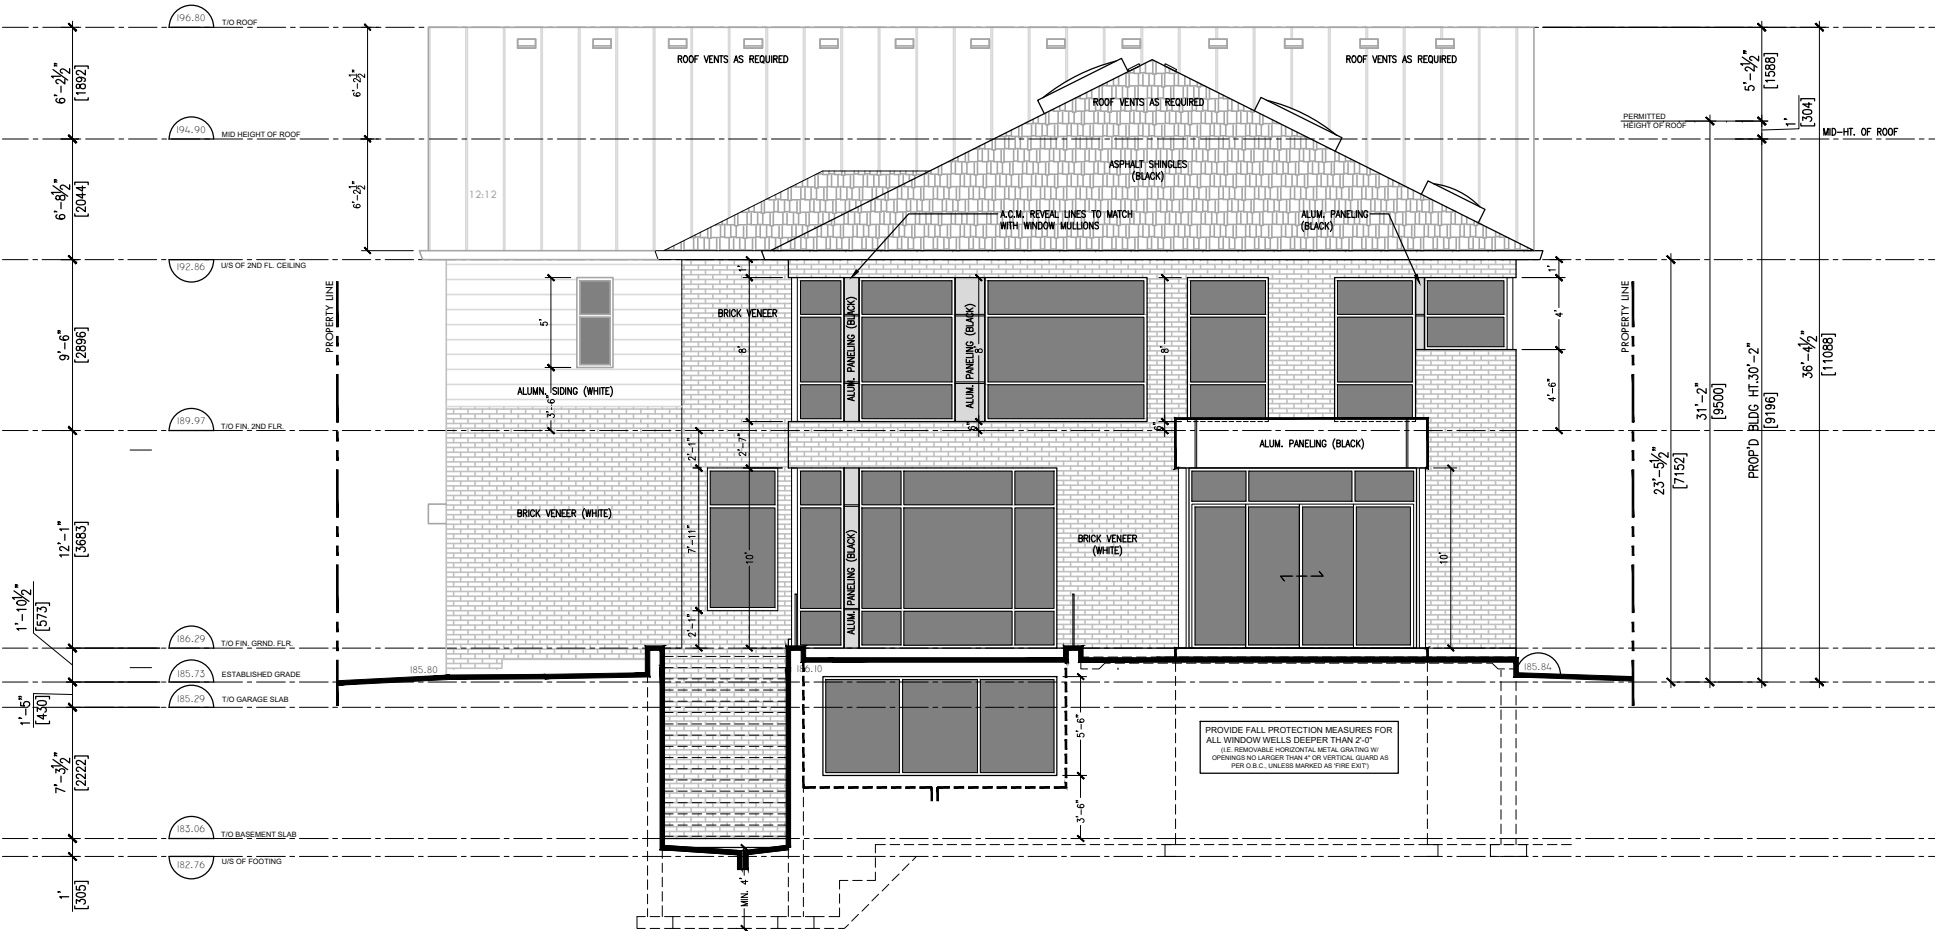 196.80 T/O ROOF
ROOF VENTS AS REQUIRED
ROOF VENTS AS REQUIRED
ROOF VENTS AS REQUIRED
6'-2½"
[1892]
6'-2½"
5'-2½"
[1588]
1'
[304]
194.90 MID HEIGHT OF ROOF
PERMITTED
HEIGHT OF ROOF
MID-HT. OF ROOF
ASPHALT SHINGLES
(BLACK)
6'-8½"
[2044]
6'-2½"
12:12
A.C.M. REVEAL LINES TO MATCH
WITH WINDOW MULLIONS
ALUM. PANELING
(BLACK)
192.86 U/S OF 2ND FL. CEILING
1'
1'
PROPERTY LINE
PROPERTY LINE
BRICK VENEER
ALUM. PANELING (BLACK)
ALUM. PANELING (BLACK)
9'-6"
[2896]
5'
8'
8'
8'
4'
36'-4½"
[11088]
ALUMN. SIDING (WHITE)
3'-6"
4'-6"
31'-2"
[9500]
PROP'D BLDG HT.30'-2"
[9196]
189.97 T/O FIN. 2ND FLR.
6"
6"
2'-1"
2'-7"
ALUM. PANELING (BLACK)
23'-5½"
[7152]
BRICK VENEER (WHITE)
12'-1"
[3683]
7'-11"
10'
ALUM. PANELING (BLACK)
BRICK VENEER
(WHITE)
10'
1'-10½"
[573]
2'-1"
186.29 T/O FIN. GRND. FLR.
185.80
186.10
185.84
185.73 ESTABLISHED GRADE
185.29 T/O GARAGE SLAB
1'-5"
[430]
5'-6"
PROVIDE FALL PROTECTION MEASURES FOR
ALL WINDOW WELLS DEEPER THAN 2'-0"
(I.E. REMOVABLE HORIZONTAL METAL GRATING W/
OPENINGS NO LARGER THAN 4" OR VERTICAL GUARD AS
PER O.B.C., UNLESS MARKED AS 'FIRE EXIT')
7'-3½"
[2222]
3'-6"
183.06 T/O BASEMENT SLAB
182.76 U/S OF FOOTING
1'
[305]
MIN. 4'